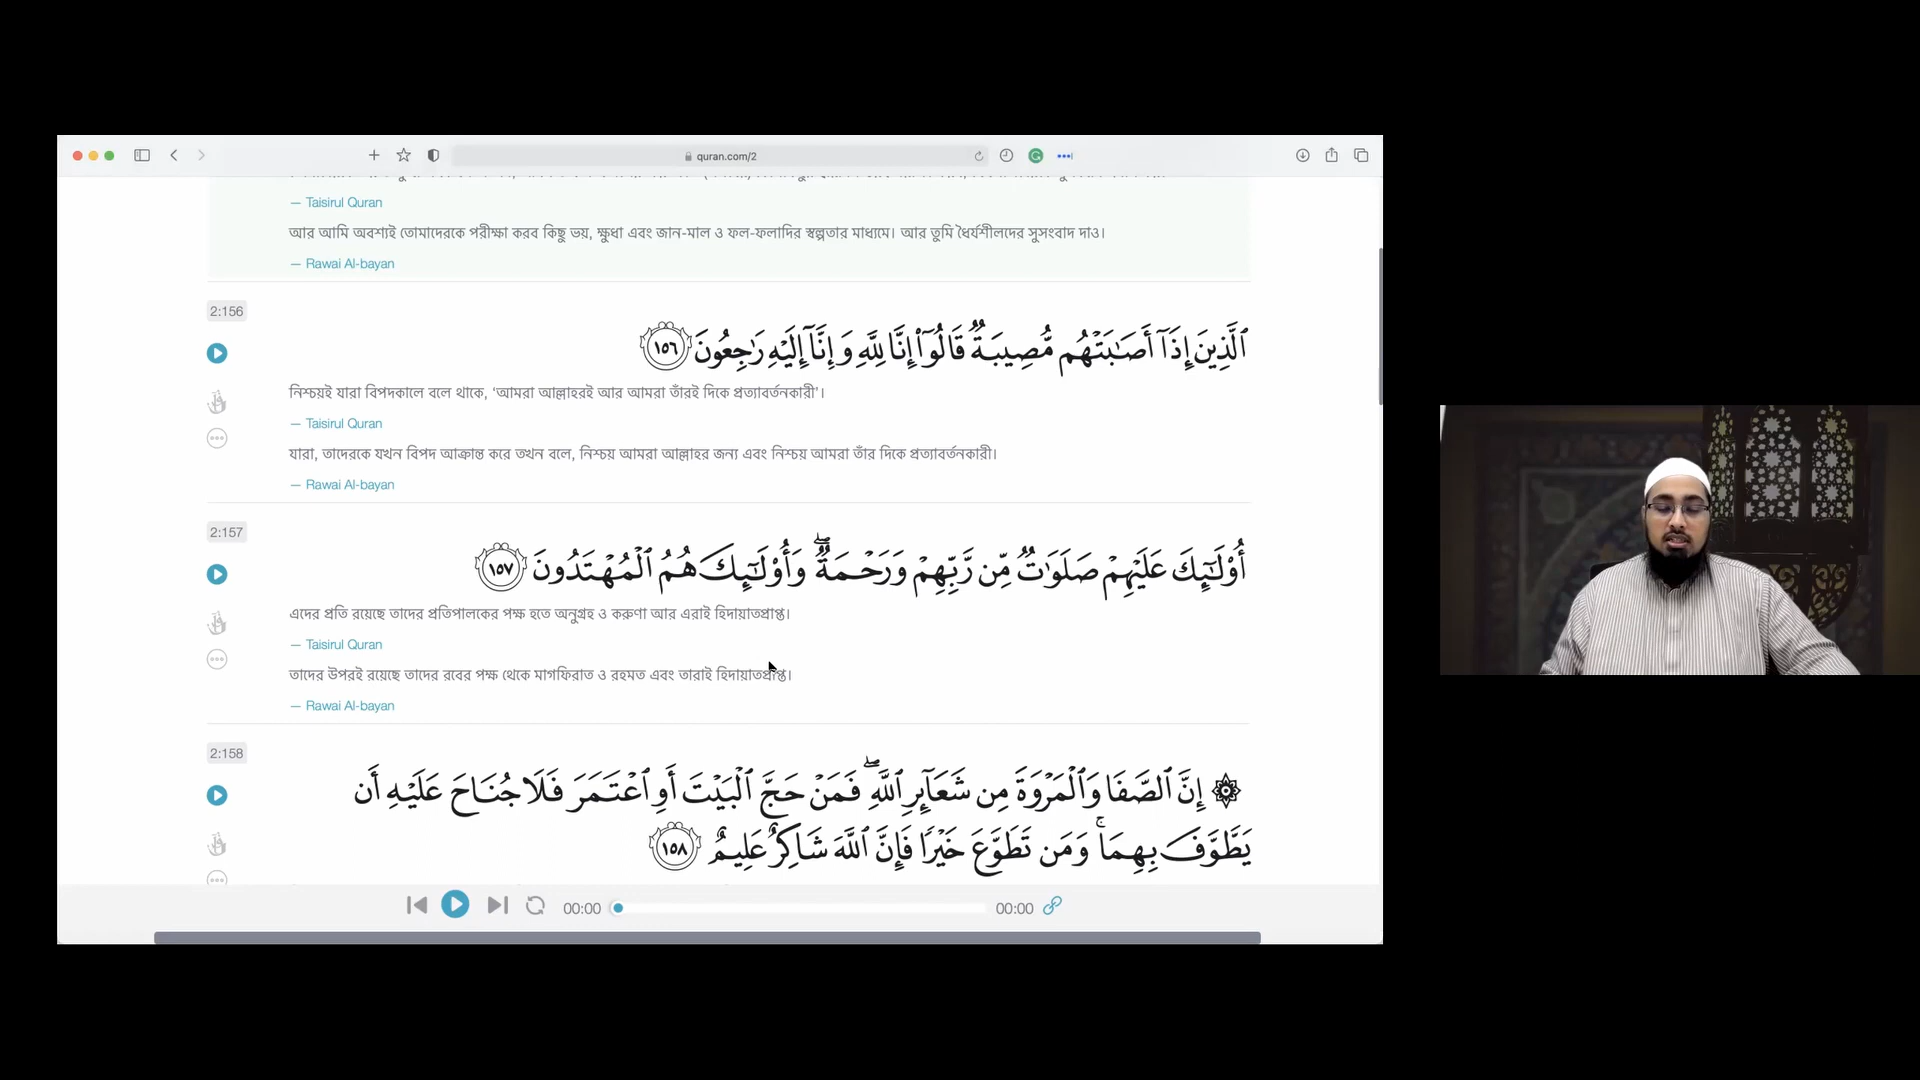 quran.com/2
— Taisirul Quran
আর আমি অবশ্যই তোমাদেরকে পরীক্ষা করব কিছু ভয়, ক্ষুধা এবং জান-মাল ও ফল-ফলাদির স্বল্পতার মাধ্যমে। আর তুমি ধৈর্যশীলদের সুসংবাদ দাও।
— Rawai Al-bayan
2:156
ٱلَّذِينَ إِذَآ أَصَـٰبَتْهُم مُّصِيبَةٌ قَالُوٓا۟ إِنَّا لِلَّهِ وَإِنَّآ إِلَيْهِ رَٰجِعُونَ ١٥٦
নিশ্চয়ই যারা বিপদকালে বলে থাকে, ‘আমরা আল্লাহরই আর আমরা তাঁরই দিকে প্রত্যাবর্তনকারী’।
— Taisirul Quran
যারা, তাদেরকে যখন বিপদ আক্রান্ত করে তখন বলে, নিশ্চয় আমরা আল্লাহর জন্য এবং নিশ্চয় আমরা তাঁর দিকে প্রত্যাবর্তনকারী।
— Rawai Al-bayan
2:157
أُو۟لَـٰٓئِكَ عَلَيْهِمْ صَلَوَٰتٌ مِّن رَّبِّهِمْ وَرَحْمَةٌ ۖ وَأُو۟لَـٰٓئِكَ هُمُ ٱلْمُهْتَدُونَ ١٥٧
এদের প্রতি রয়েছে তাদের প্রতিপালকের পক্ষ হতে অনুগ্রহ ও করুণা আর এরাই হিদায়াতপ্রাপ্ত।
— Taisirul Quran
তাদের উপরই রয়েছে তাদের রবের পক্ষ থেকে মাগফিরাত ও রহমত এবং তারাই হিদায়াতপ্রাপ্ত।
— Rawai Al-bayan
2:158
۞ إِنَّ ٱلصَّفَا وَٱلْمَرْوَةَ مِن شَعَآئِرِ ٱللَّهِ ۖ فَمَنْ حَجَّ ٱلْبَيْتَ أَوِ ٱعْتَمَرَ فَلَا جُنَاحَ عَلَيْهِ أَن
يَطَّوَّفَ بِهِمَا ۚ وَمَن تَطَوَّعَ خَيْرًا فَإِنَّ ٱللَّهَ شَاكِرٌ عَلِيمٌ ١٥٨
00:00 00:00